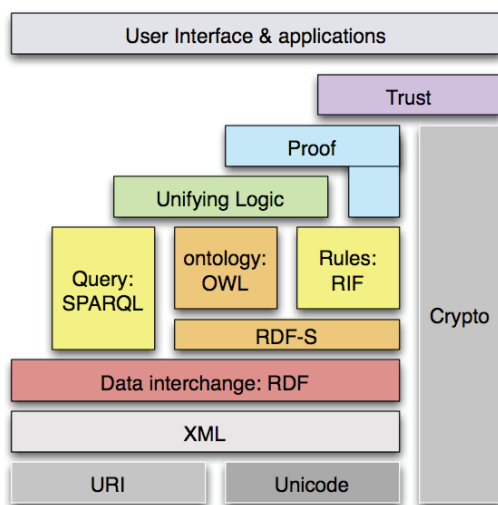 User Interface & applications
Trust
Proof
Unifying Logic
Query:
SPARQL
ontology:
OWL
Rules:
RIF
Crypto
RDF-S
Data interchange: RDF
XML
URI
Unicode